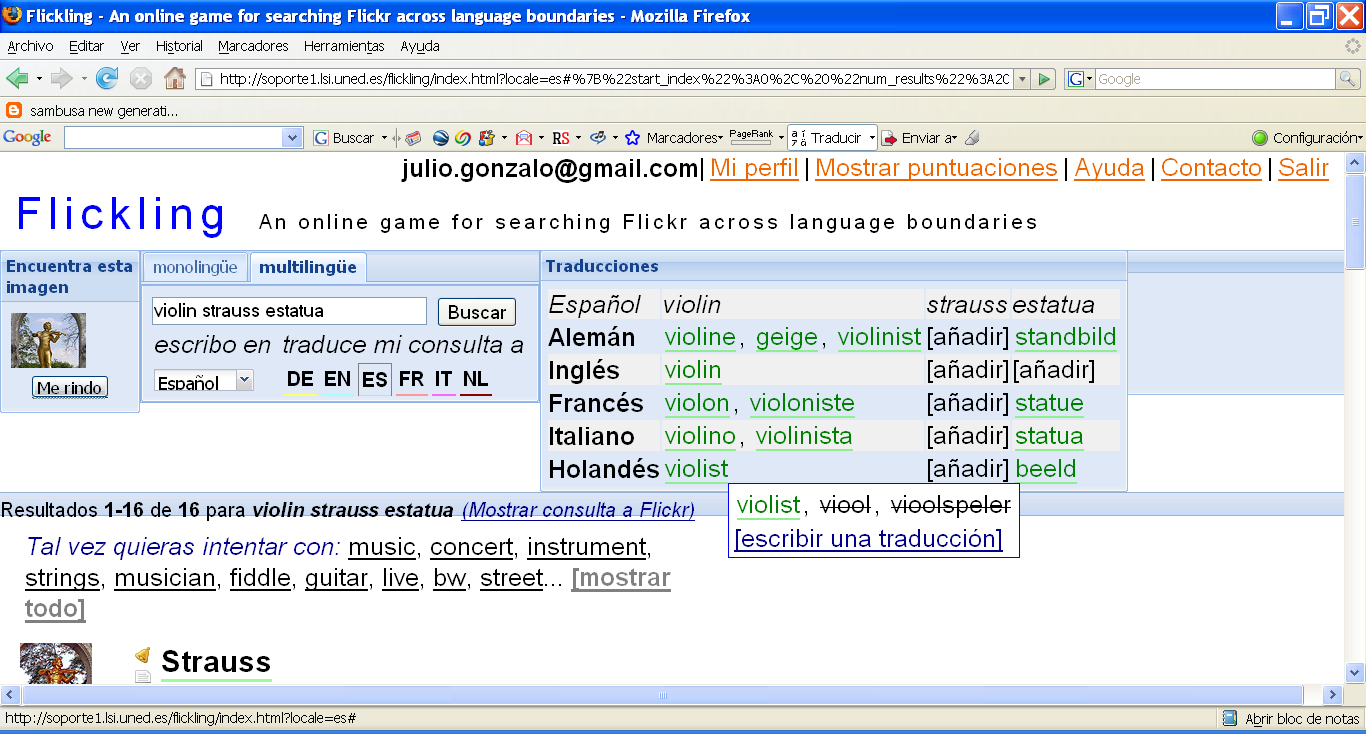 Flickling - An online game for searching Flickr across language boundaries - Mozilla Firefox
Archivo Editar Ver Historial Marcadores Herramientas Ayuda
http://soporte1.lsi.uned.es/flickling/index.html?locale=es#%7B%22start_index%22%3A0%2C%20%22num_results%22%3A2C
G Google
sambusa new generati...
Google G Buscar RS Marcadores PageRank Traducir Enviar a Configuración
julio.gonzalo@gmail.com| Mi perfil | Mostrar puntuaciones | Ayuda | Contacto | Salir
Flickling An online game for searching Flickr across language boundaries
Encuentra esta imagen
Me rindo
monolingüe multilingüe
violin strauss estatua Buscar
escribo en traduce mi consulta a
Español DE EN ES FR IT NL
Traducciones
Español violin strauss estatua
Alemán violine, geige, violinist [añadir] standbild
Inglés violin [añadir] [añadir]
Francés violon, violoniste [añadir] statue
Italiano violino, violinista [añadir] statua
Holandés violist [añadir] beeld
violist, viool, vioolspeler
[escribir una traducción]
Resultados 1-16 de 16 para violin strauss estatua (Mostrar consulta a Flickr)
Tal vez quieras intentar con: music, concert, instrument,
strings, musician, fiddle, guitar, live, bw, street... [mostrar
todo]
Strauss
http://soporte1.lsi.uned.es/flickling/index.html?locale=es# Abrir bloc de notas